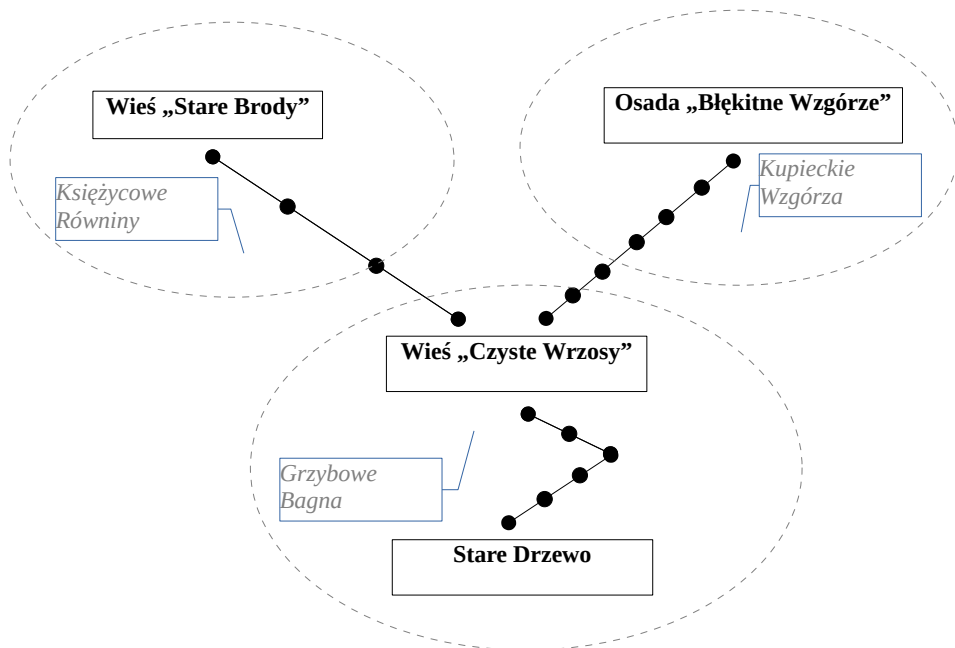 Wieś „Stare Brody”
Osada „Błękitne Wzgórze”
Księżycowe
Równiny
Kupieckie
Wzgórza
Wieś „Czyste Wrzosy”
Grzybowe
Bagna
Stare Drzewo